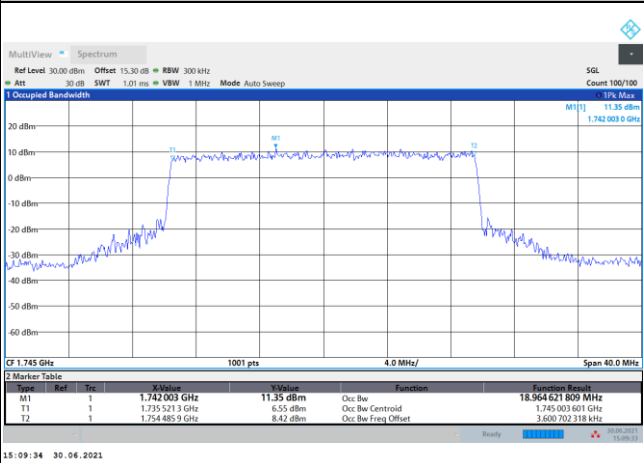 MultiView Spectrum
Ref Level 30.00 dBm Offset 15.30 dB RBW 300 kHz SGL
Att 30 dB SWT 1.01 ms VBW 1 MHz Mode Auto Sweep Count 100/100
1 Occupied Bandwidth 1Pk Max
M1[1] 11.35 dBm
1.742 003 0 GHz
20 dBm
M1
T1 T2
10 dBm
0 dBm
-10 dBm
-20 dBm
-30 dBm
-40 dBm
-50 dBm
-60 dBm
CF 1.745 GHz 1001 pts 4.0 MHz/ Span 40.0 MHz
2 Marker Table
Type Ref Trc X-Value Y-Value Function Function Result
M1 1 1.742 003 GHz 11.35 dBm Occ Bw 18.964 621 809 MHz
T1 1 1.735 521 3 GHz 6.55 dBm Occ Bw Centroid 1.745 003 601 GHz
T2 1 1.754 485 9 GHz 8.42 dBm Occ Bw Freq Offset 3.600 702 318 kHz
Ready 30.06.2021
15:09:33
15:09:34 30.06.2021